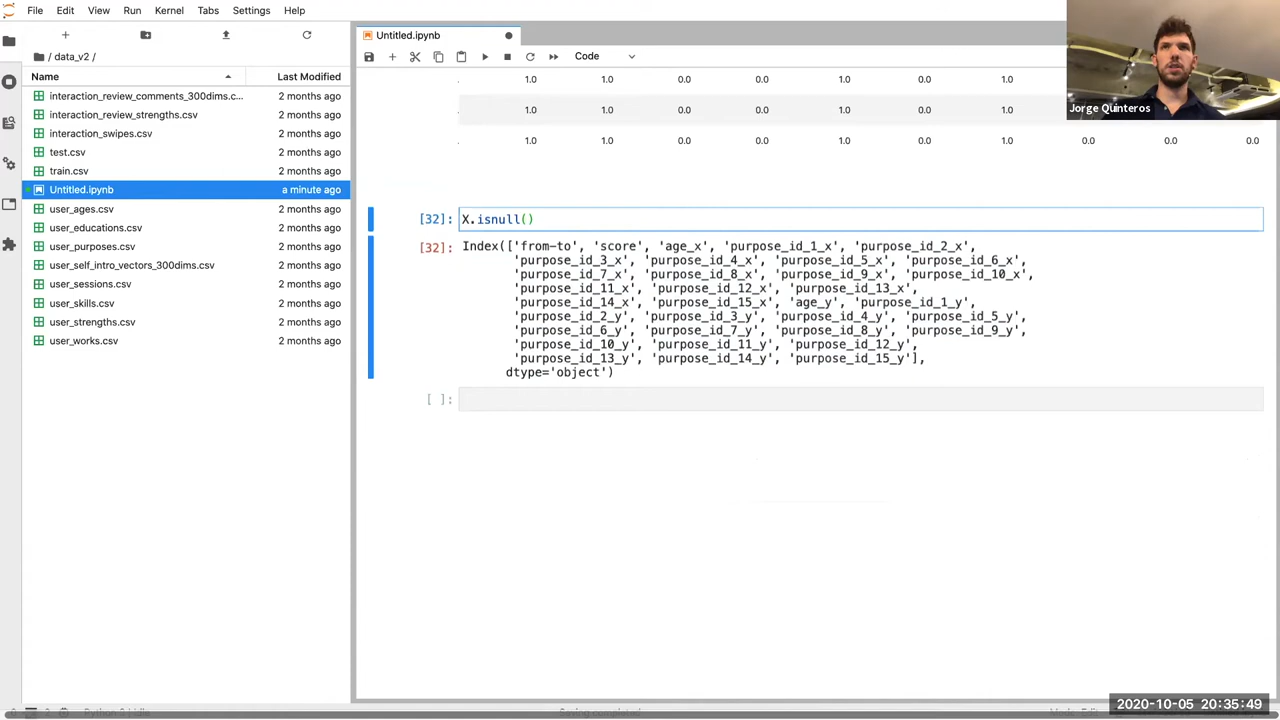 File Edit View Run Kernel Tabs Settings Help
Untitled.ipynb
/ data_v2 /
Code
Name Last Modified
interaction_review_comments_300dims.c... 2 months ago
interaction_review_strengths.csv 2 months ago
interaction_swipes.csv 2 months ago
test.csv 2 months ago
train.csv 2 months ago
Untitled.ipynb a minute ago
user_ages.csv 2 months ago
user_educations.csv 2 months ago
user_purposes.csv 2 months ago
user_self_intro_vectors_300dims.csv 2 months ago
user_sessions.csv 2 months ago
user_skills.csv 2 months ago
user_strengths.csv 2 months ago
user_works.csv 2 months ago
1.0 1.0 0.0 0.0 1.0 0.0 1.0
1.0 1.0 0.0 0.0 1.0 0.0 1.0
1.0 1.0 0.0 0.0 1.0 0.0 1.0 0.0 0.0 0.0
Jorge Quinteros
[32]: X.isnull()
[32]: Index(['from-to', 'score', 'age_x', 'purpose_id_1_x', 'purpose_id_2_x',
'purpose_id_3_x', 'purpose_id_4_x', 'purpose_id_5_x', 'purpose_id_6_x',
'purpose_id_7_x', 'purpose_id_8_x', 'purpose_id_9_x', 'purpose_id_10_x',
'purpose_id_11_x', 'purpose_id_12_x', 'purpose_id_13_x',
'purpose_id_14_x', 'purpose_id_15_x', 'age_y', 'purpose_id_1_y',
'purpose_id_2_y', 'purpose_id_3_y', 'purpose_id_4_y', 'purpose_id_5_y',
'purpose_id_6_y', 'purpose_id_7_y', 'purpose_id_8_y', 'purpose_id_9_y',
'purpose_id_10_y', 'purpose_id_11_y', 'purpose_id_12_y',
'purpose_id_13_y', 'purpose_id_14_y', 'purpose_id_15_y'],
dtype='object')
[ ]:
2020-10-05 20:35:49